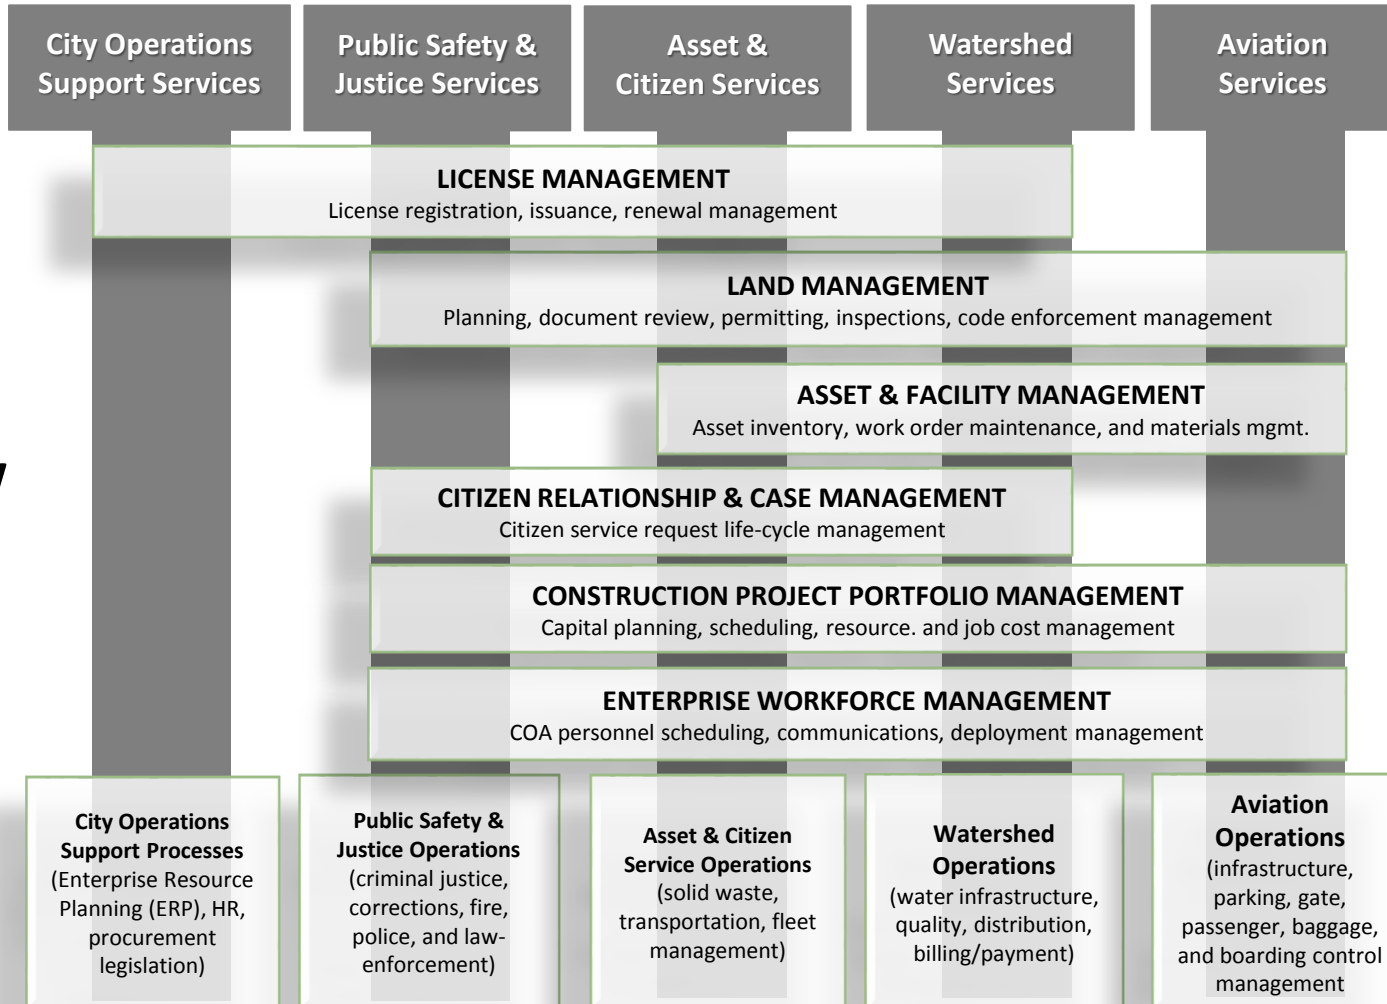 City Operations
Support Services
Public Safety &
Justice Services
Asset &
Citizen Services
Watershed
Services
Aviation
Services
LICENSE MANAGEMENT
License registration, issuance, renewal management
LAND MANAGEMENT
Planning, document review, permitting, inspections, code enforcement management
ASSET & FACILITY MANAGEMENT
Asset inventory, work order maintenance, and materials mgmt.
CITIZEN RELATIONSHIP & CASE MANAGEMENT
Citizen service request life-cycle management
CONSTRUCTION PROJECT PORTFOLIO MANAGEMENT
Capital planning, scheduling, resource. and job cost management
ENTERPRISE WORKFORCE MANAGEMENT
COA personnel scheduling, communications, deployment management
City Operations
Support Processes
(Enterprise Resource
Planning (ERP), HR,
procurement
legislation)
Public Safety &
Justice Operations
(criminal justice,
corrections, fire,
police, and law-
enforcement)
Asset & Citizen
Service Operations
(solid waste,
transportation, fleet
management)
Watershed
Operations
(water infrastructure,
quality, distribution,
billing/payment)
Aviation
Operations
(infrastructure,
parking, gate,
passenger, baggage,
and boarding control
management